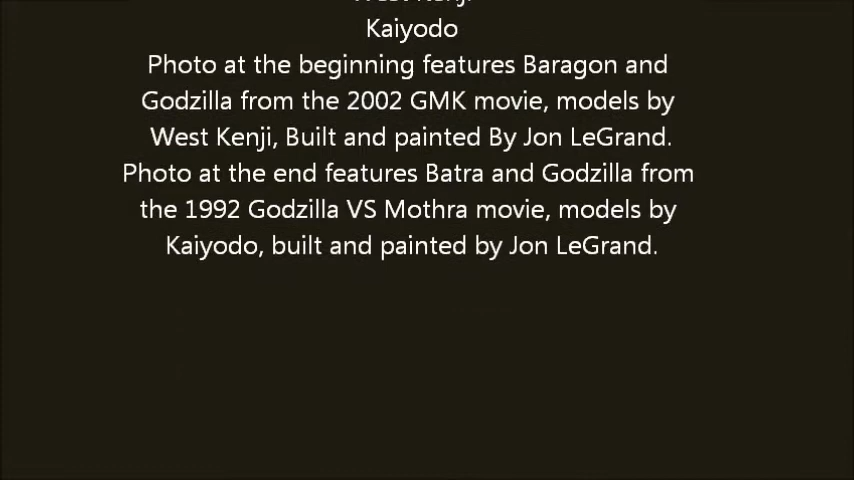 West Kenji
Kaiyodo
Photo at the beginning features Baragon and
Godzilla from the 2002 GMK movie, models by
West Kenji, Built and painted By Jon LeGrand.
Photo at the end features Batra and Godzilla from
the 1992 Godzilla VS Mothra movie, models by
Kaiyodo, built and painted by Jon LeGrand.